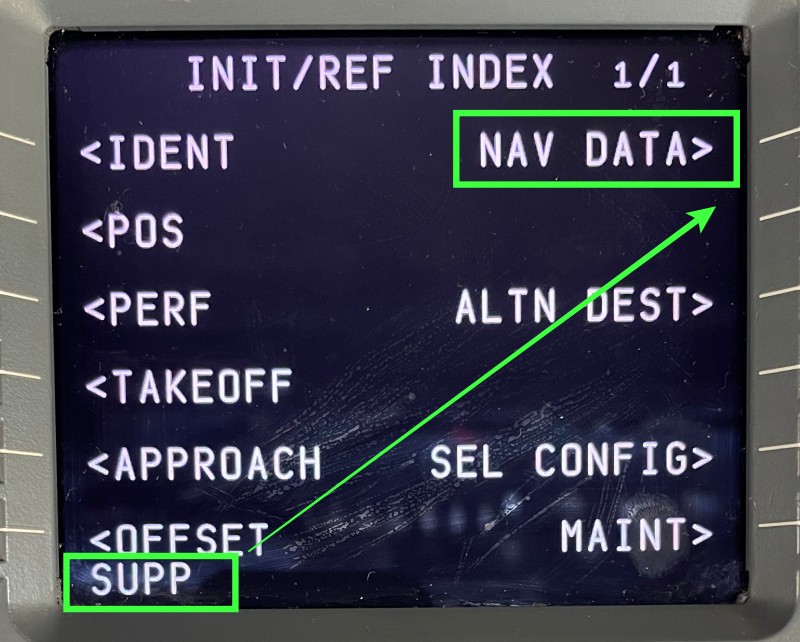 INIT/REF INDEX 1/1
<IDENT NAV DATA>
<POS
<PERF ALTN DEST>
<TAKEOFF
<APPROACH SEL CONFIG>
<OFFSET MAINT>
SUPP